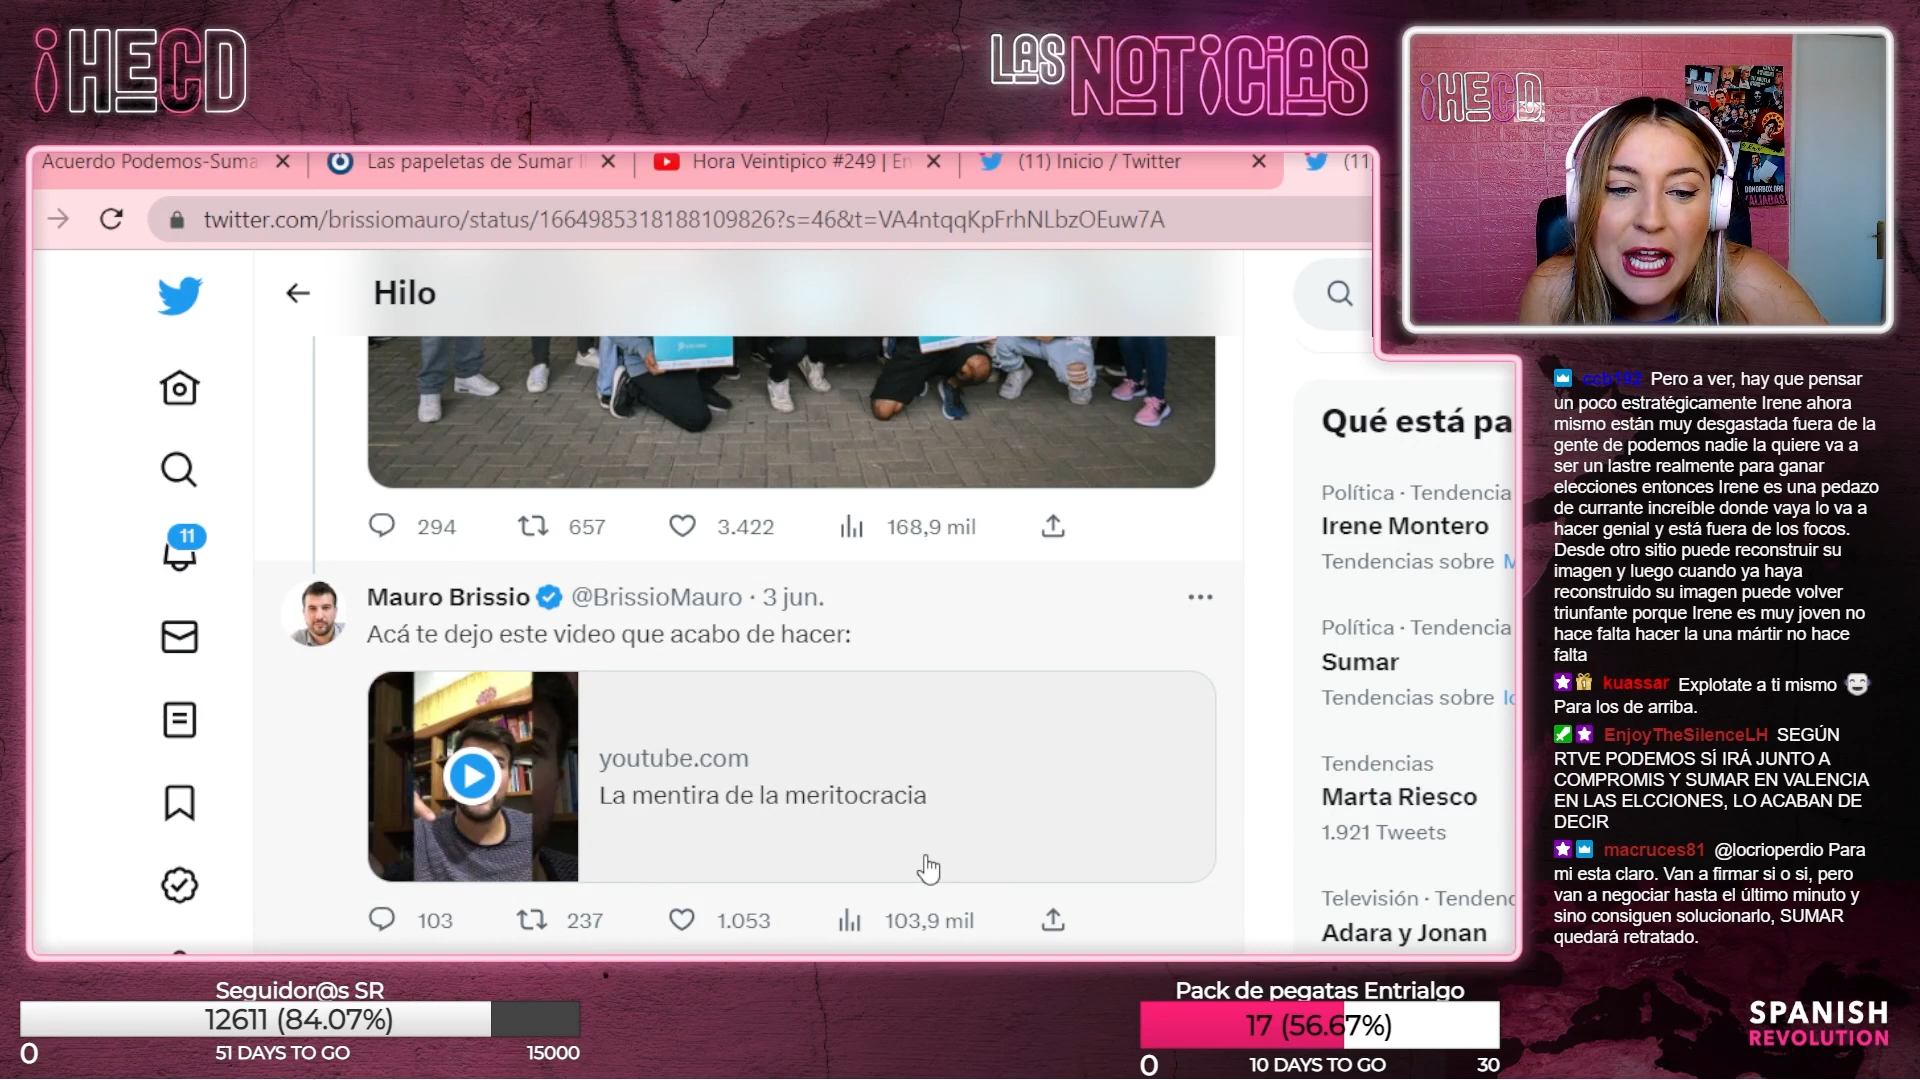 ¡HECD
LAS NOTiCiAS
Acuerdo Podemos-Suma
Las papeletas de Sumar
Hora Veintipico #249 | En
(11) Inicio / Twitter
(11
twitter.com/brissiomauro/status/1664985318188109826?s=46&t=VA4ntqqKpFrhNLbzOEuw7A
Hilo
294 657 3.422 168,9 mil
11
Mauro Brissio @BrissioMauro · 3 jun.
Acá te dejo este video que acabo de hacer:
youtube.com
La mentira de la meritocracia
103 237 1.053 103,9 mil
Qué está pa
Política · Tendencia
Irene Montero
Tendencias sobre M
Política · Tendencia
Sumar
Tendencias sobre
Tendencias
Marta Riesco
1.921 Tweets
Televisión · Tendenc
Adara y Jonan
¡HECD
VOX
DONORBOX.ORG
ALIADAS
ccb192 Pero a ver, hay que pensar
un poco estratégicamente Irene ahora
mismo están muy desgastada fuera de la
gente de podemos nadie la quiere va a
ser un lastre realmente para ganar
elecciones entonces Irene es una pedazo
de currante increíble donde vaya lo va a
hacer genial y está fuera de los focos.
Desde otro sitio puede reconstruir su
imagen y luego cuando ya haya
reconstruido su imagen puede volver
triunfante porque Irene es muy joven no
hace falta hacer la una mártir no hace
falta
kuassar Explotate a ti mismo
Para los de arriba.
EnjoyTheSilenceLH SEGÚN
RTVE PODEMOS SÍ IRÁ JUNTO A
COMPROMIS Y SUMAR EN VALENCIA
EN LAS ELCCIONES, LO ACABAN DE
DECIR
macruces81 @locrioperdio Para
mi esta claro. Van a firmar si o si, pero
van a negociar hasta el último minuto y
sino consiguen solucionarlo, SUMAR
quedará retratado.
Seguidor@s SR
12611 (84.07%)
0 51 DAYS TO GO 15000
Pack de pegatas Entrialgo
17 (56.67%)
0 10 DAYS TO GO 30
SPANISH
REVOLUTION